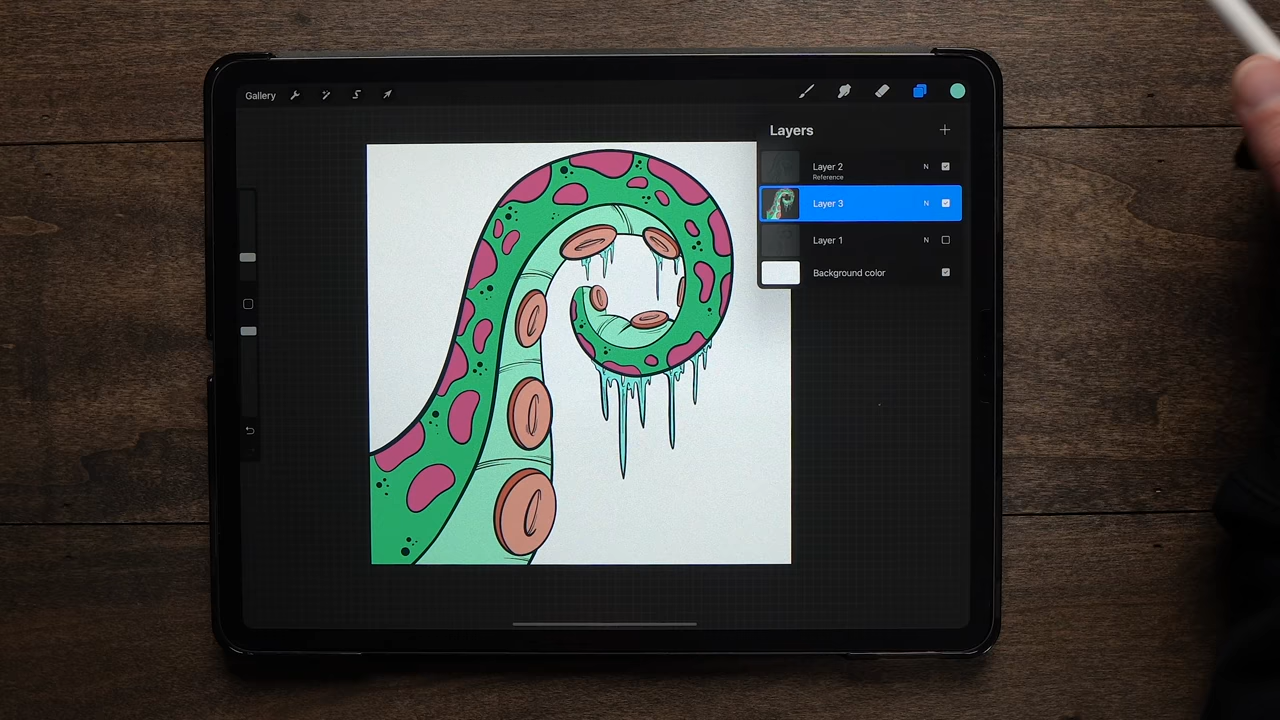 Gallery
Layers
Layer 2 N
Reference
Layer 3 N
Layer 1 N
Background color